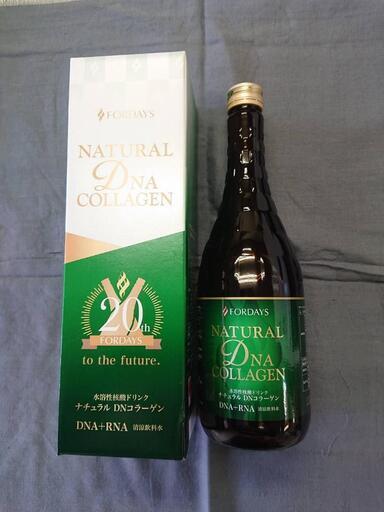 FORDAYS
NATURAL
DNA
COLLAGEN
20th
FORDAYS
to the future.
水溶性核酸ドリンク
ナチュラル DNコラーゲン
DNA+RNA 清涼飲料水
FORDAYS
NATURAL
DNA
COLLAGEN
水溶性核酸ドリンク
ナチュラル DNコラーゲン
DNA+RNA 清涼飲料水